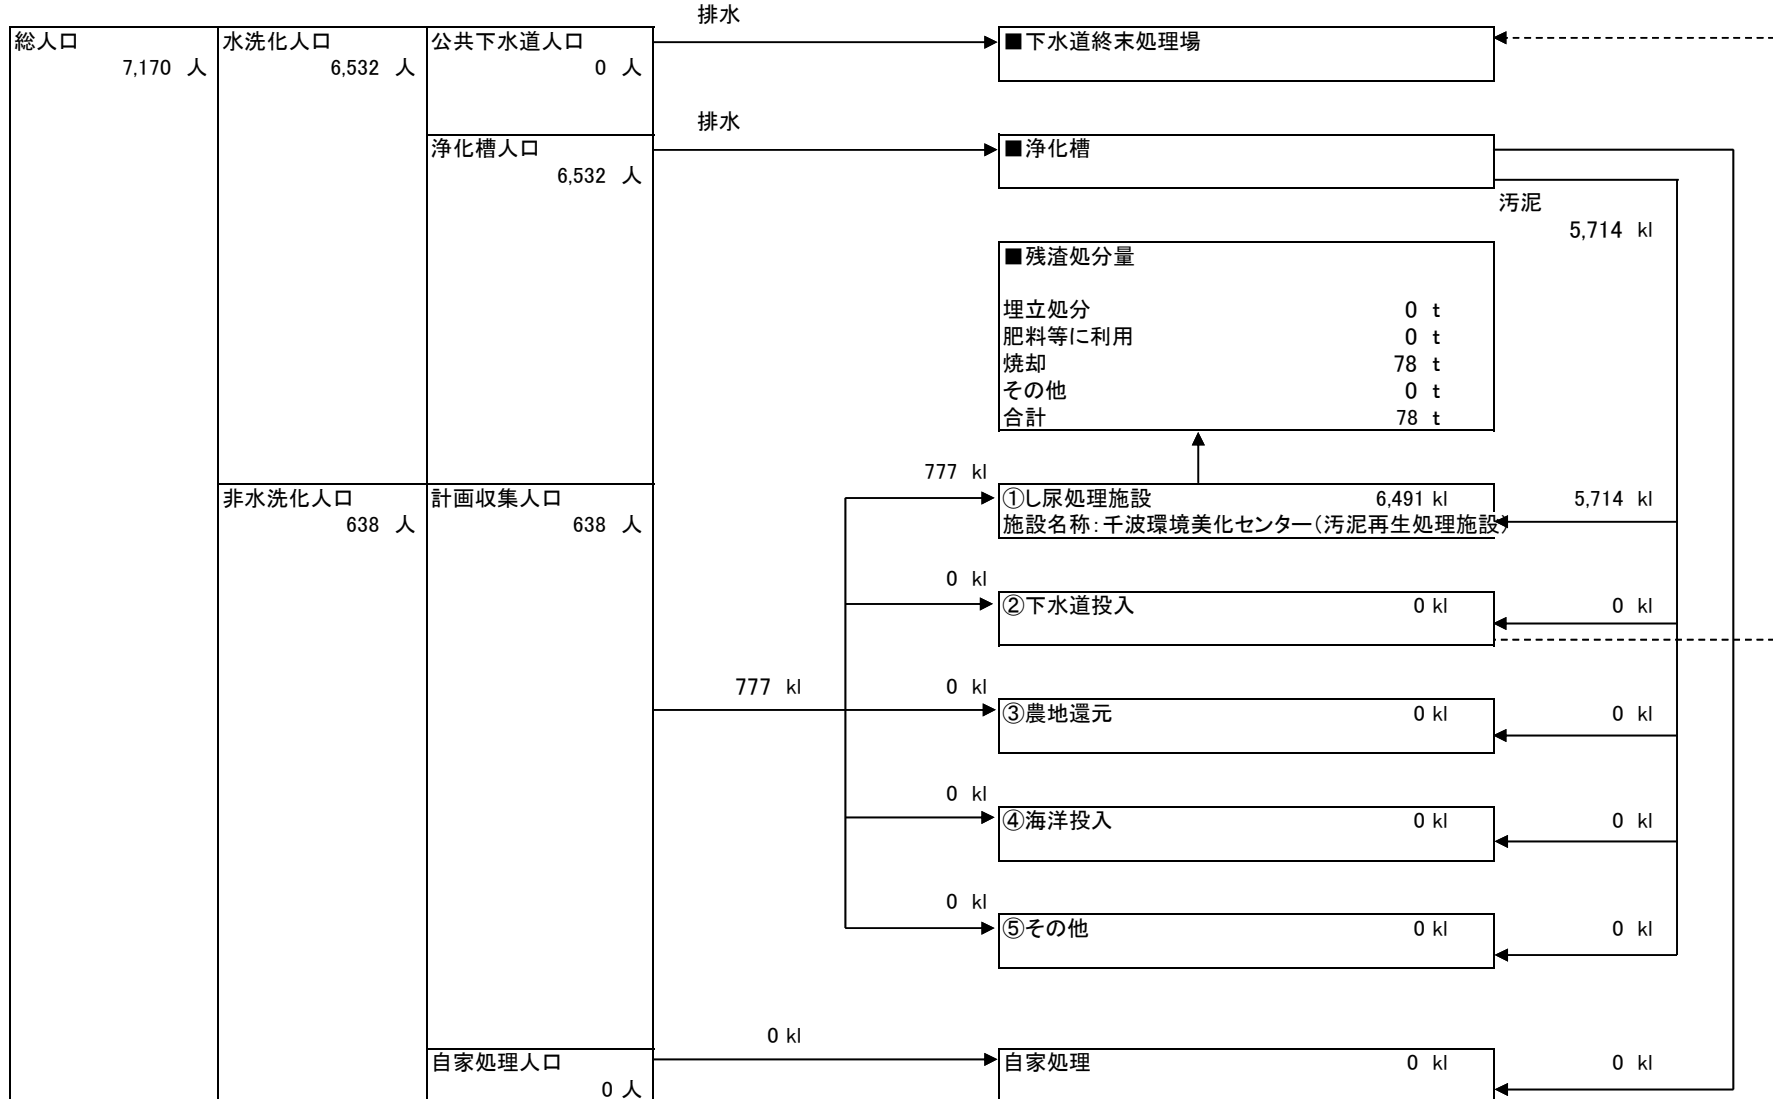 排水
総人口 水洗化人口 公共下水道人口 ■下水道終末処理場
7,170 人 6,532 人 0 人
排水
浄化槽人口 ■浄化槽
6,532 人
汚泥
5,714 kl
■残渣処分量
埋立処分 0 t
肥料等に利用 0 t
焼却 78 t
その他 0 t
合計 78 t
777 kl
非水洗化人口 計画収集人口 ①し尿処理施設 6,491 kl 5,714 kl
638 人 638 人 施設名称：千波環境美化センター（汚泥再生処理施設）
0 kl
②下水道投入 0 kl 0 kl
777 kl 0 kl
③農地還元 0 kl 0 kl
0 kl
④海洋投入 0 kl 0 kl
0 kl
⑤その他 0 kl 0 kl
0 kl
自家処理人口 自家処理 0 kl 0 kl
0 人